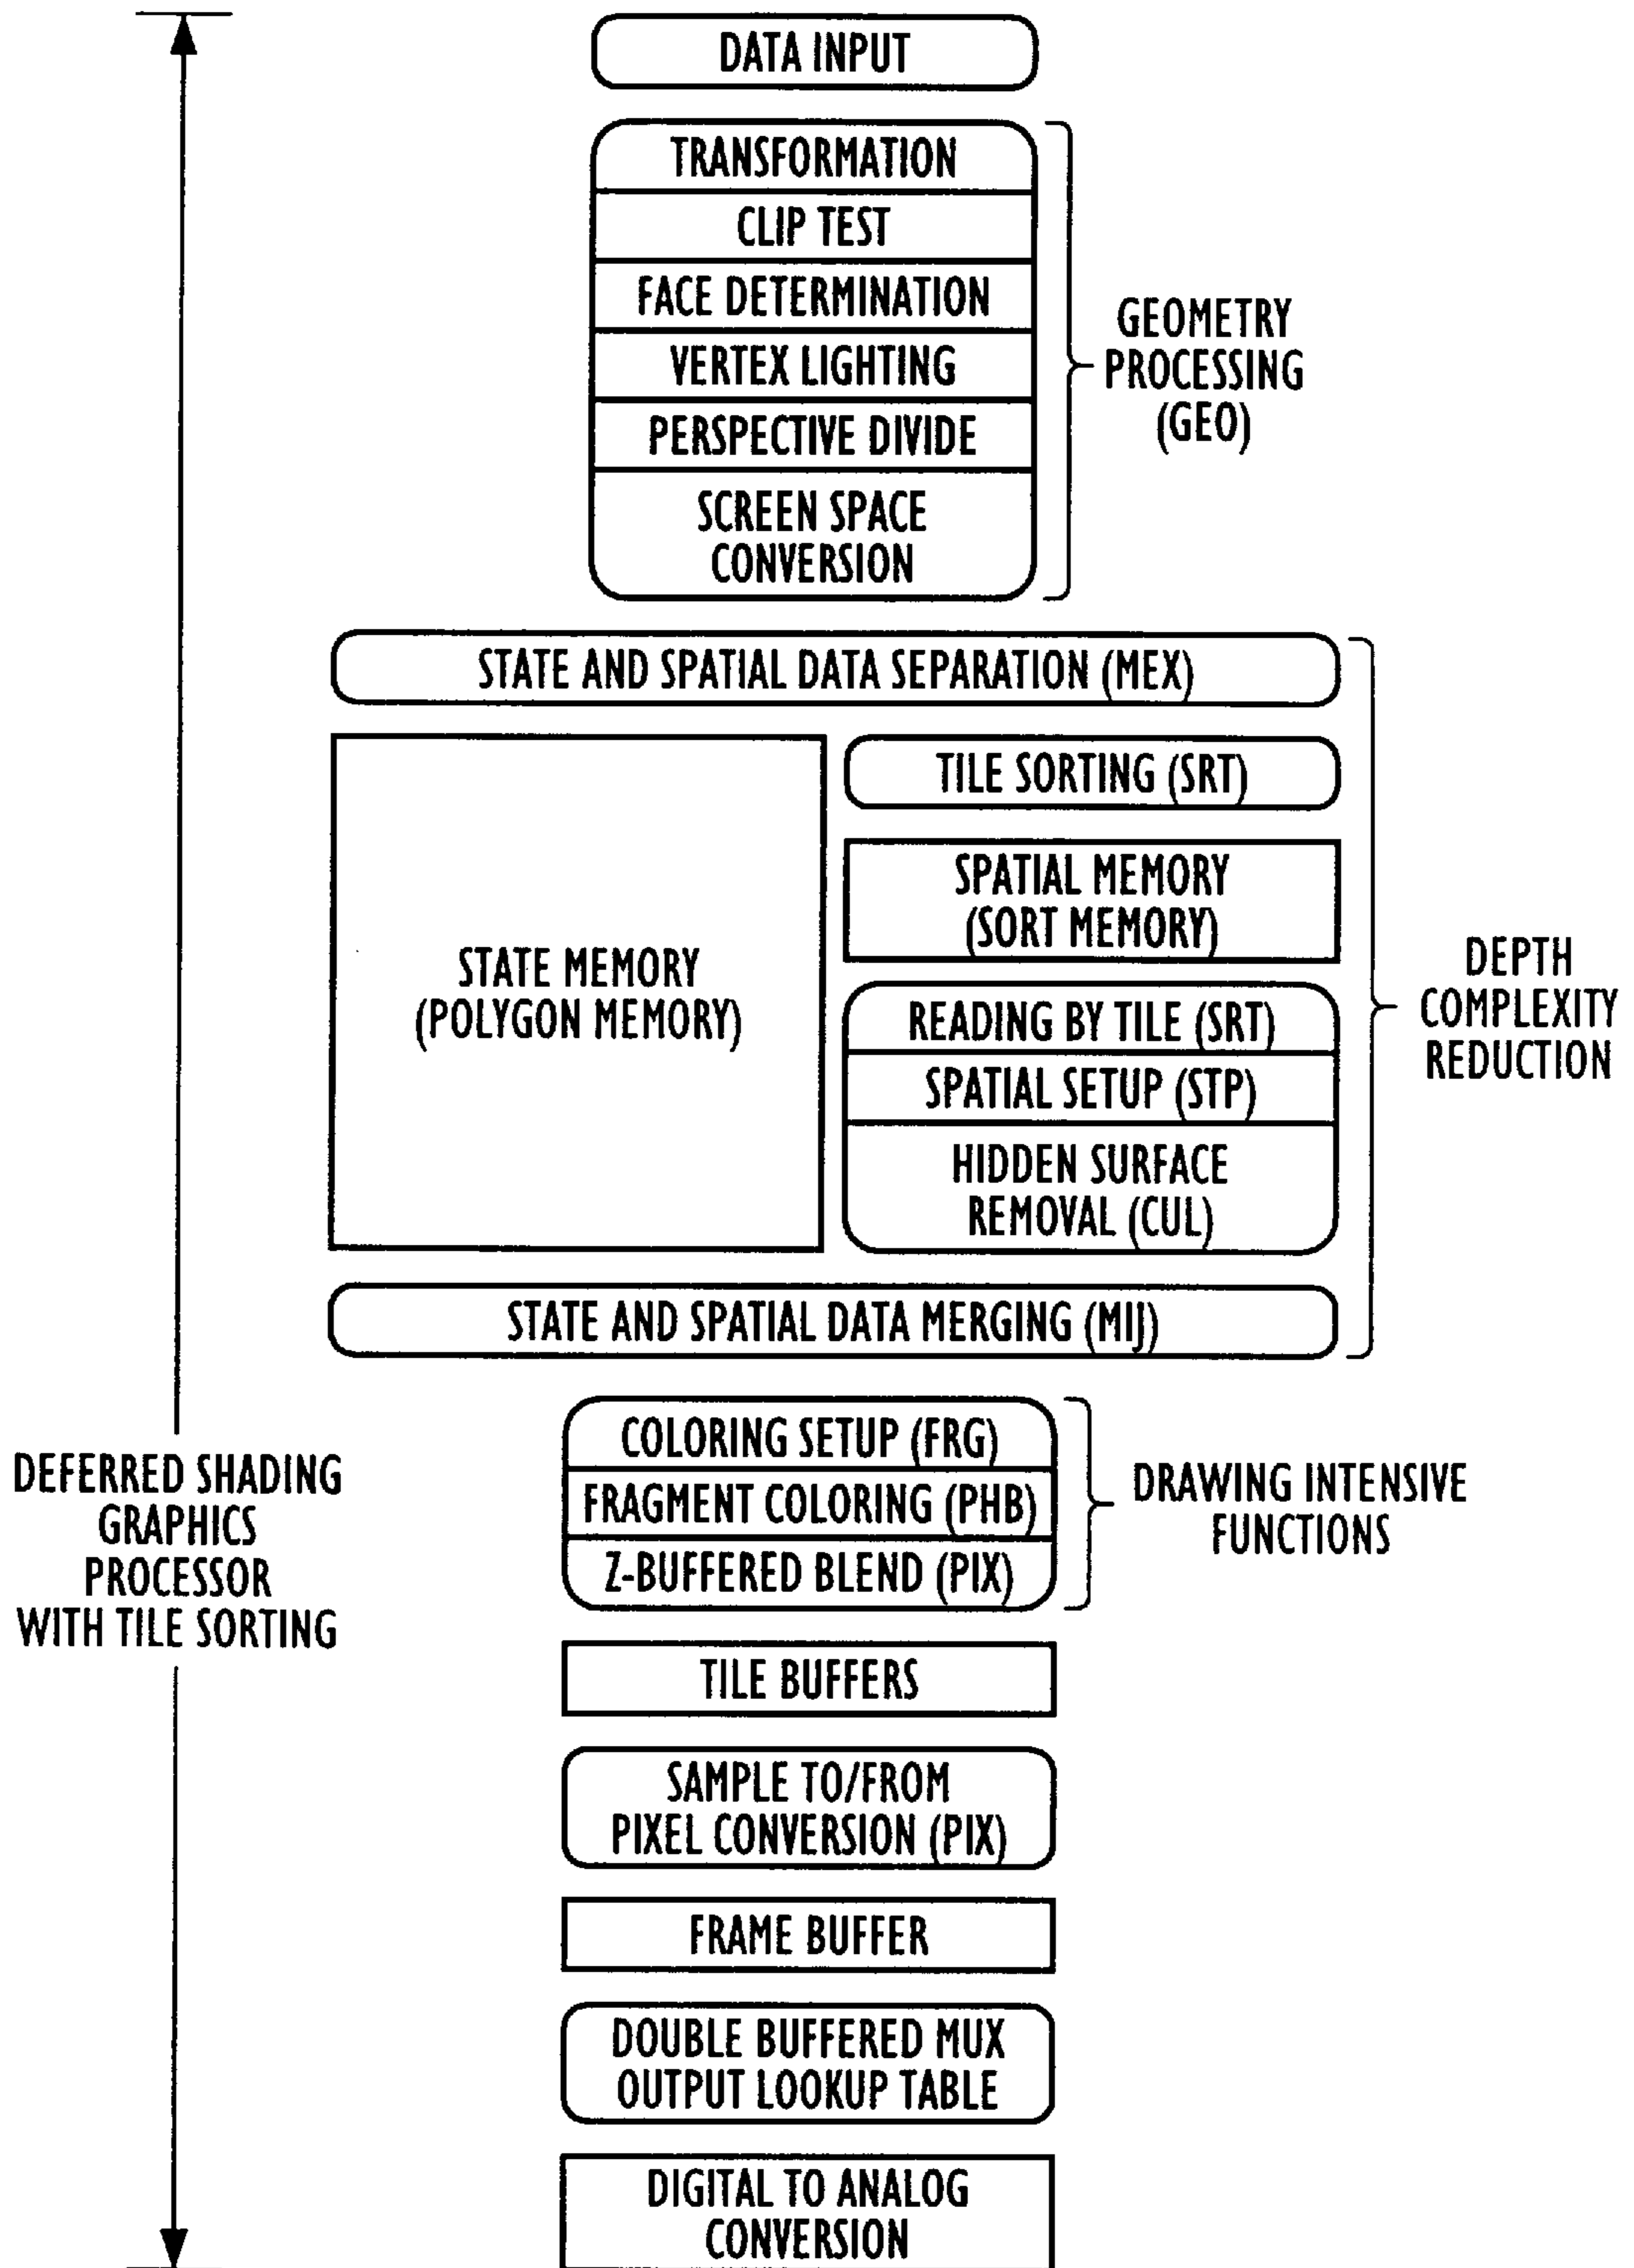 DATA INPUT
TRANSFORMATION
CLIP TEST
FACE DETERMINATION
VERTEX LIGHTING
PERSPECTIVE DIVIDE
SCREEN SPACE
CONVERSION
GEOMETRY
PROCESSING
(GEO)
STATE AND SPATIAL DATA SEPARATION (MEX)
STATE MEMORY
(POLYGON MEMORY)
TILE SORTING (SRT)
SPATIAL MEMORY
(SORT MEMORY)
READING BY TILE (SRT)
SPATIAL SETUP (STP)
HIDDEN SURFACE
REMOVAL (CUL)
DEPTH
COMPLEXITY
REDUCTION
STATE AND SPATIAL DATA MERGING (MIJ)
DEFERRED SHADING
GRAPHICS
PROCESSOR
WITH TILE SORTING
COLORING SETUP (FRG)
FRAGMENT COLORING (PHB)
Z-BUFFERED BLEND (PIX)
DRAWING INTENSIVE
FUNCTIONS
TILE BUFFERS
SAMPLE TO/FROM
PIXEL CONVERSION (PIX)
FRAME BUFFER
DOUBLE BUFFERED MUX
OUTPUT LOOKUP TABLE
DIGITAL TO ANALOG
CONVERSION